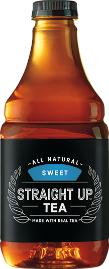 -ALL NATURAL-
SWEET
STRAIGHT UP
TEA
MADE WITH REAL TEA